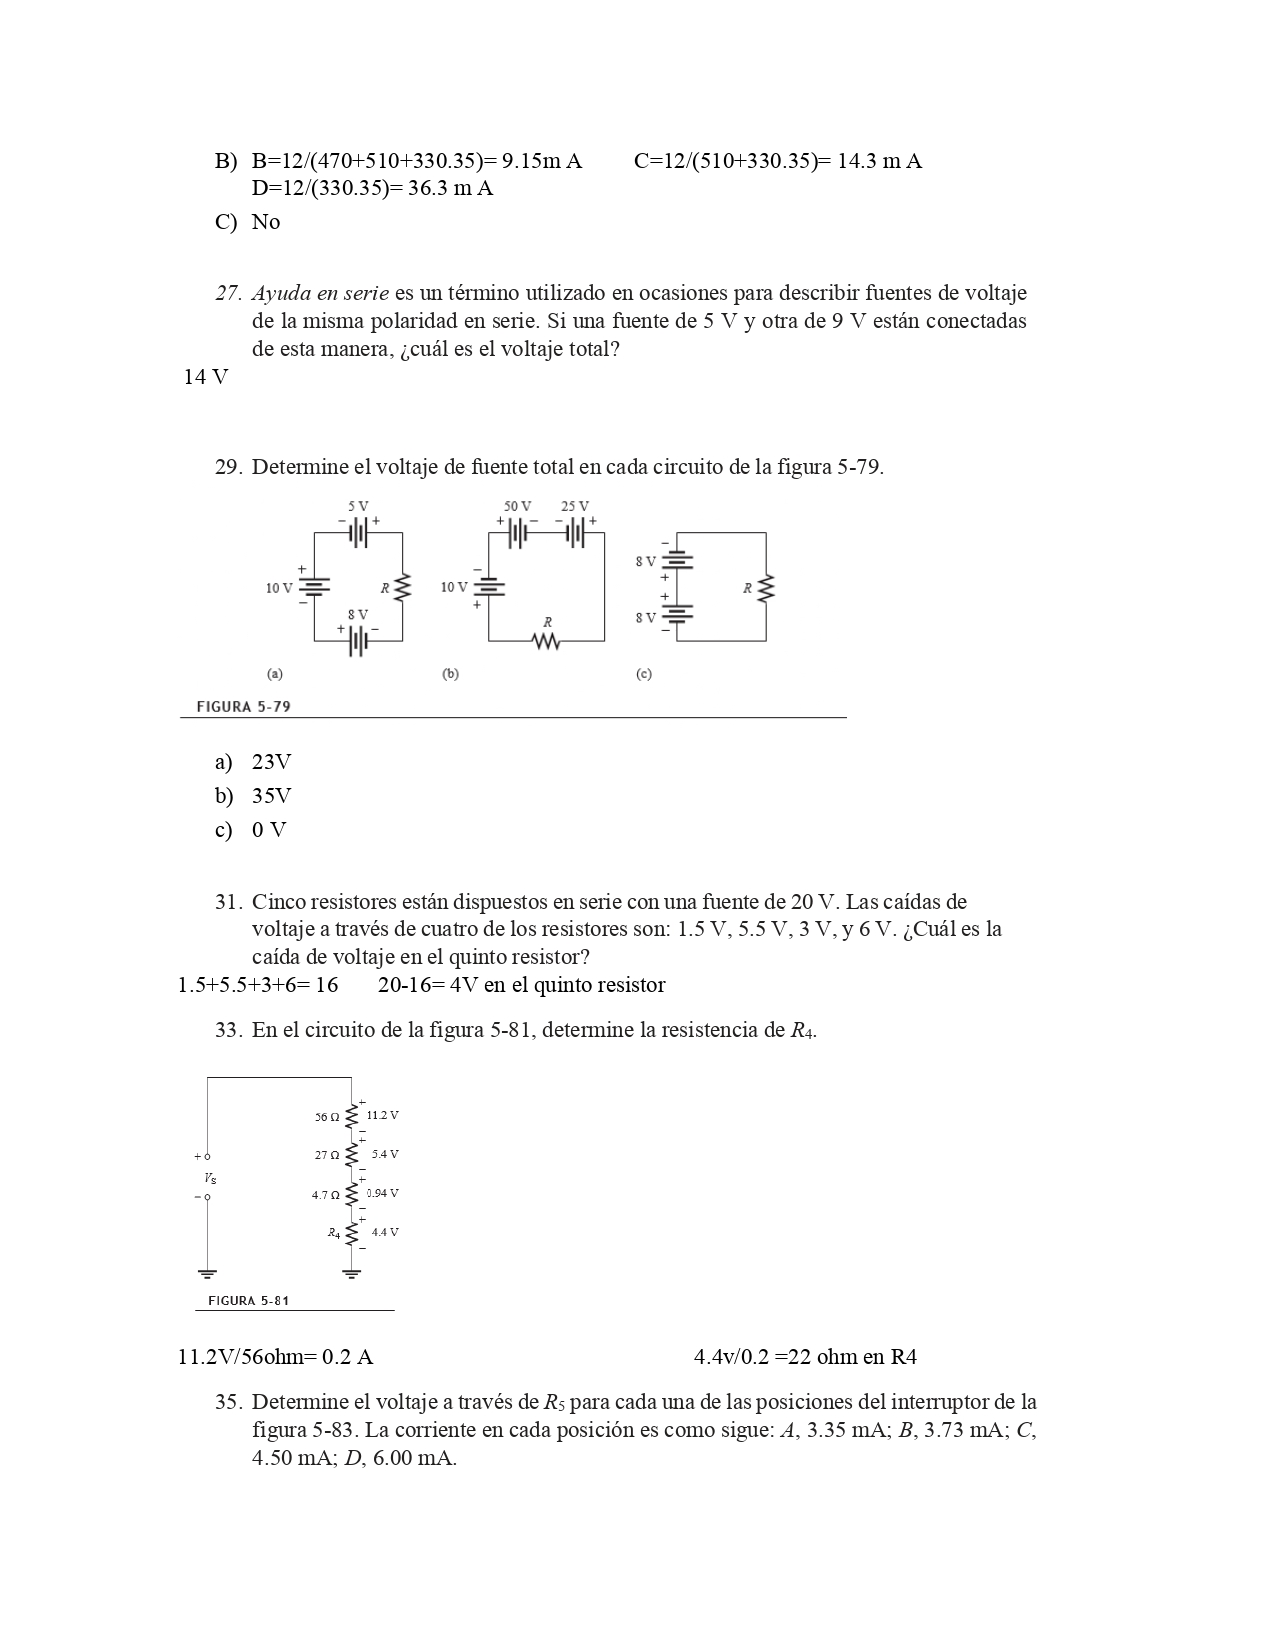 B) B=12/(470+510+330.35)= 9.15m A C=12/(510+330.35)= 14.3 m A
D=12/(330.35)= 36.3 m A
C) No
27. Ayuda en serie es un término utilizado en ocasiones para describir fuentes de voltaje
de la misma polaridad en serie. Si una fuente de 5 V y otra de 9 V están conectadas
de esta manera, ¿cuál es el voltaje total?
14 V
29. Determine el voltaje de fuente total en cada circuito de la figura 5-79.
5 V
- +
+
10 V
-
R
8 V
+ -
(a)
50 V 25 V
+ - - +
-
10 V
+
R
(b)
-
8 V
+
+
8 V
-
R
(c)
FIGURA 5-79
a) 23V
b) 35V
c) 0 V
31. Cinco resistores están dispuestos en serie con una fuente de 20 V. Las caídas de
voltaje a través de cuatro de los resistores son: 1.5 V, 5.5 V, 3 V, y 6 V. ¿Cuál es la
caída de voltaje en el quinto resistor?
1.5+5.5+3+6= 16 20-16= 4V en el quinto resistor
33. En el circuito de la figura 5-81, determine la resistencia de R4.
+
56 Ω 11.2 V
-
+
27 Ω 5.4 V
-
+
4.7 Ω 0.94 V
-
+
R4 4.4 V
-
+
VS
-
FIGURA 5-81
11.2V/56ohm= 0.2 A 4.4v/0.2 =22 ohm en R4
35. Determine el voltaje a través de R5 para cada una de las posiciones del interruptor de la
figura 5-83. La corriente en cada posición es como sigue: A, 3.35 mA; B, 3.73 mA; C,
4.50 mA; D, 6.00 mA.